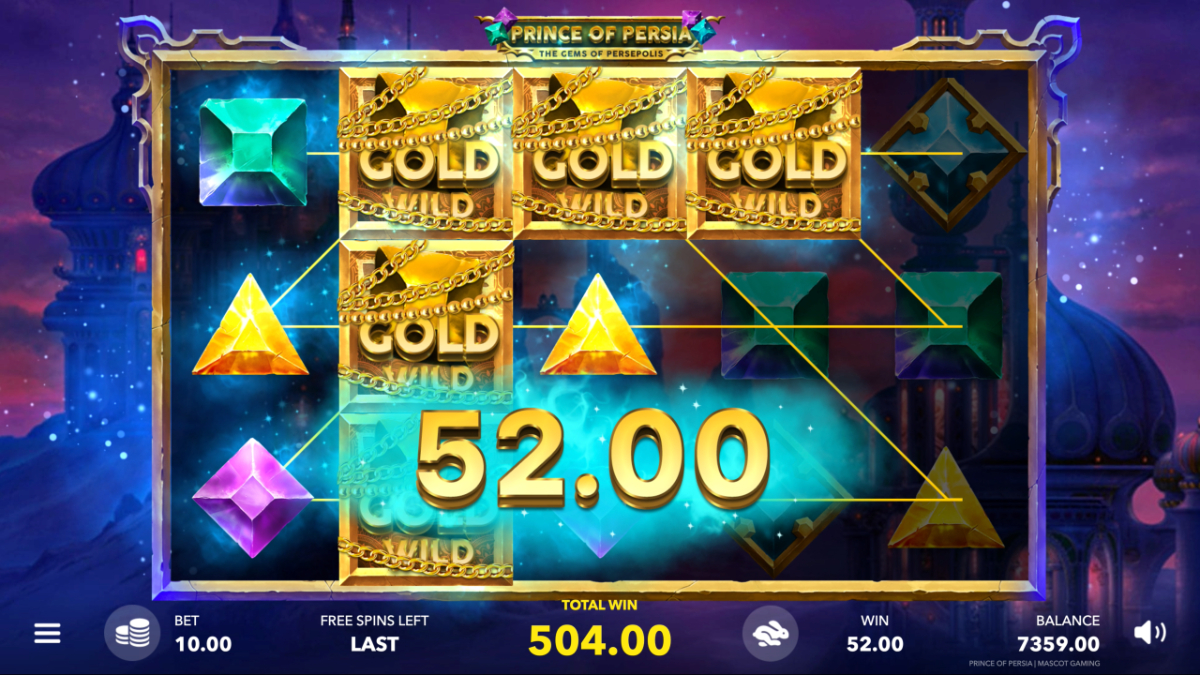 PRINCE OF PERSIA
THE GEMS OF PERSEPOLIS
GOLD
WILD
GOLD
WILD
GOLD
WILD
GOLD
WILD
GOLD
WILD
52.00
BET
10.00
FREE SPINS LEFT
LAST
TOTAL WIN
504.00
WIN
52.00
BALANCE
7359.00
PRINCE OF PERSIA | MASCOT GAMING